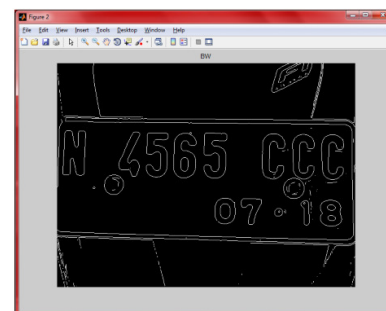 Figure 2
File Edit View Insert Tools Desktop Window Help
BW
N 4565 CCC
07 · 18